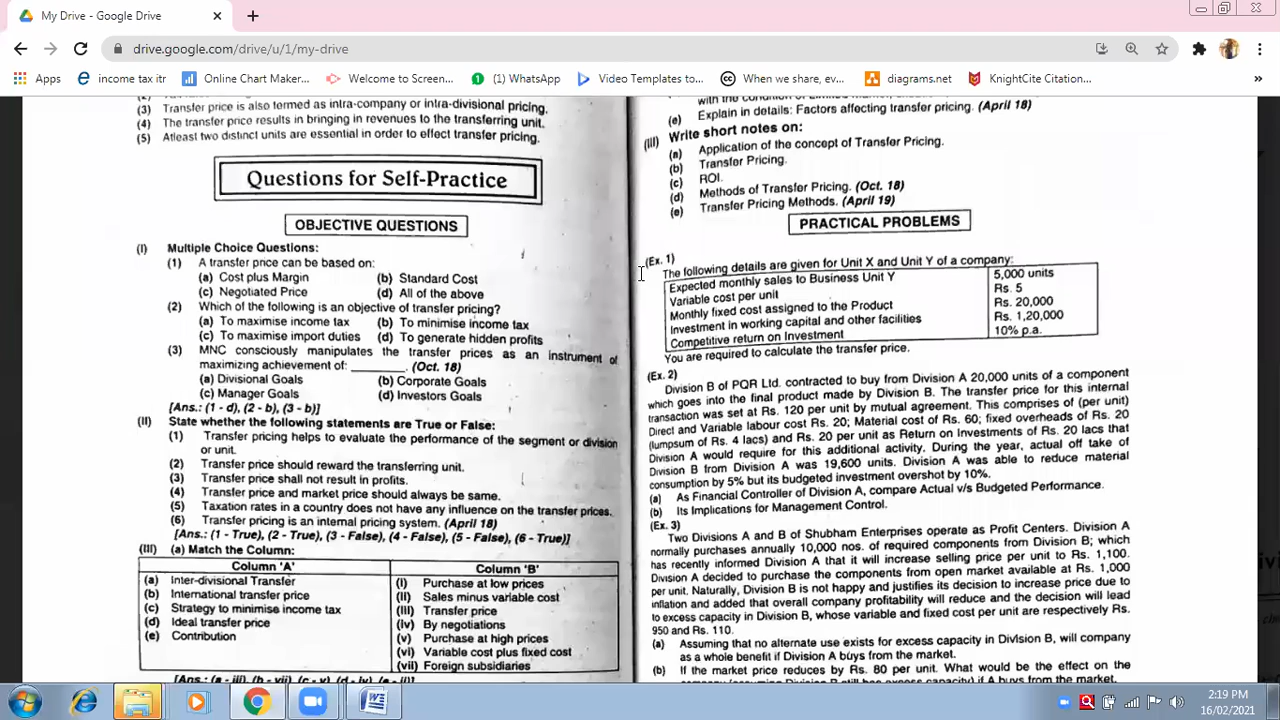 My Drive - Google Drive
drive.google.com/drive/u/1/my-drive
Apps
income tax itr
Online Chart Maker...
Welcome to Screen...
(1) WhatsApp
Video Templates to...
When we share, ev...
diagrams.net
KnightCite Citation...
»
(3) Transfer price is also termed as intra-company or intra-divisional pricing.
(4) The transfer price results in bringing in revenues to the transferring unit.
(5) Atleast two distinct units are essential in order to effect transfer pricing.
Questions for Self-Practice
OBJECTIVE QUESTIONS
(I) Multiple Choice Questions:
(1) A transfer price can be based on:
(a) Cost plus Margin (b) Standard Cost
(c) Negotiated Price (d) All of the above
(2) Which of the following is an objective of transfer pricing?
(a) To maximise income tax (b) To minimise income tax
(c) To maximise import duties (d) To generate hidden profits
(3) MNC consciously manipulates the transfer prices as an instrument of
maximizing achievement of: ________. (Oct. 18)
(a) Divisional Goals (b) Corporate Goals
(c) Manager Goals (d) Investors Goals
[Ans.: (1 - d), (2 - b), (3 - b)]
(II) State whether the following statements are True or False:
(1) Transfer pricing helps to evaluate the performance of the segment or division
or unit.
(2) Transfer price should reward the transferring unit.
(3) Transfer price shall not result in profits.
(4) Transfer price and market price should always be same.
(5) Taxation rates in a country does not have any influence on the transfer prices.
(6) Transfer pricing is an internal pricing system. (April 18)
[Ans.: (1 - True), (2 - True), (3 - False), (4 - False), (5 - False), (6 - True)]
(III) (a) Match the Column:
Column 'A' Column 'B'
(a) Inter-divisional Transfer (i) Purchase at low prices
(b) International transfer price (ii) Sales minus variable cost
(c) Strategy to minimise income tax (iii) Transfer price
(d) Ideal transfer price (iv) By negotiations
(e) Contribution (v) Purchase at high prices
(vi) Variable cost plus fixed cost
(vii) Foreign subsidiaries
[Ans.: (a - iii), (b - vii), (c - v), (d - iv), (e - ii)]
with the condition of Limited Market,
(e) Explain in details: Factors affecting transfer pricing. (April 18)
(III) Write short notes on:
(a) Application of the concept of Transfer Pricing.
(b) Transfer Pricing.
(c) ROI.
(d) Methods of Transfer Pricing. (Oct. 18)
(e) Transfer Pricing Methods. (April 19)
PRACTICAL PROBLEMS
(Ex. 1)
The following details are given for Unit X and Unit Y of a company:
Expected monthly sales to Business Unit Y 5,000 units
Variable cost per unit Rs. 5
Monthly fixed cost assigned to the Product Rs. 20,000
Investment in working capital and other facilities Rs. 1,20,000
Competitive return on Investment 10% p.a.
You are required to calculate the transfer price.
(Ex. 2)
Division B of PQR Ltd. contracted to buy from Division A 20,000 units of a component
which goes into the final product made by Division B. The transfer price for this internal
transaction was set at Rs. 120 per unit by mutual agreement. This comprises of (per unit)
Direct and Variable labour cost Rs. 20; Material cost of Rs. 60; fixed overheads of Rs. 20
(lumpsum of Rs. 4 lacs) and Rs. 20 per unit as Return on Investments of Rs. 20 lacs that
Division A would require for this additional activity. During the year, actual off take of
Division B from Division A was 19,600 units. Division A was able to reduce material
consumption by 5% but its budgeted investment overshot by 10%.
(a) As Financial Controller of Division A, compare Actual v/s Budgeted Performance.
(b) Its Implications for Management Control.
(Ex. 3)
Two Divisions A and B of Shubham Enterprises operate as Profit Centers. Division A
normally purchases annually 10,000 nos. of required components from Division B; which
has recently informed Division A that it will increase selling price per unit to Rs. 1,100.
Division A decided to purchase the components from open market available at Rs. 1,000
per unit. Naturally, Division B is not happy and justifies its decision to increase price due to
inflation and added that overall company profitability will reduce and the decision will lead
to excess capacity in Division B, whose variable and fixed cost per unit are respectively Rs.
950 and Rs. 110.
(a) Assuming that no alternate use exists for excess capacity in Division B, will company
as a whole benefit if Division A buys from the market.
(b) If the market price reduces by Rs. 80 per unit. What would be the effect on the
company (assuming Division B still has excess capacity) if A buys from the market.
2:19 PM
16/02/2021